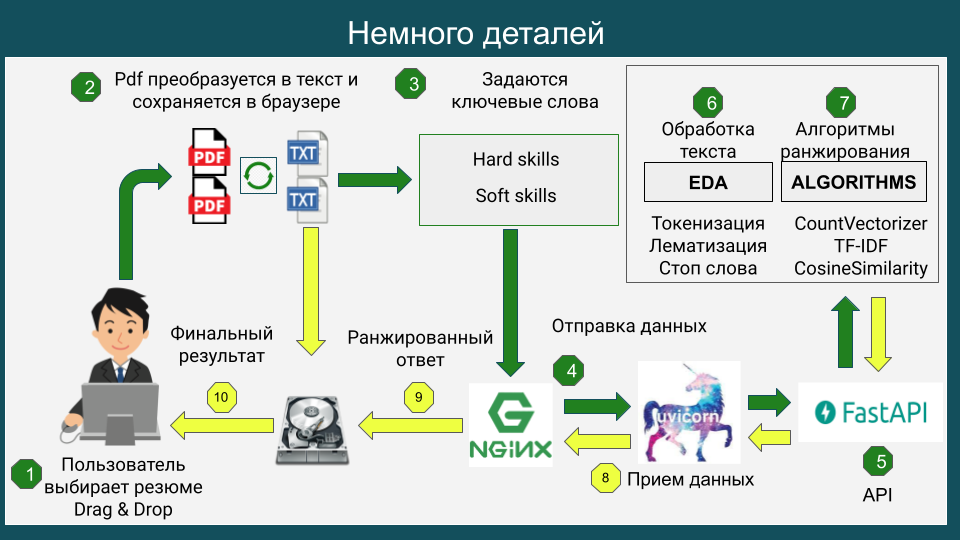 Немного деталей
2
Pdf преобразуется в текст и
сохраняется в браузере
3
Задаются
ключевые слова
PDF
PDF
TXT
TXT
Hard skills
Soft skills
6
Обработка
текста
EDA
Токенизация
Лематизация
Стоп слова
7
Алгоритмы
ранжирования
ALGORITHMS
CountVectorizer
TF-IDF
CosineSimilarity
Финальный
результат
10
Ранжированный
ответ
9
Отправка данных
4
G
NGiNX
uvicorn
FastAPI
1
Пользователь
выбирает резюме
Drag & Drop
8
Прием данных
5
API